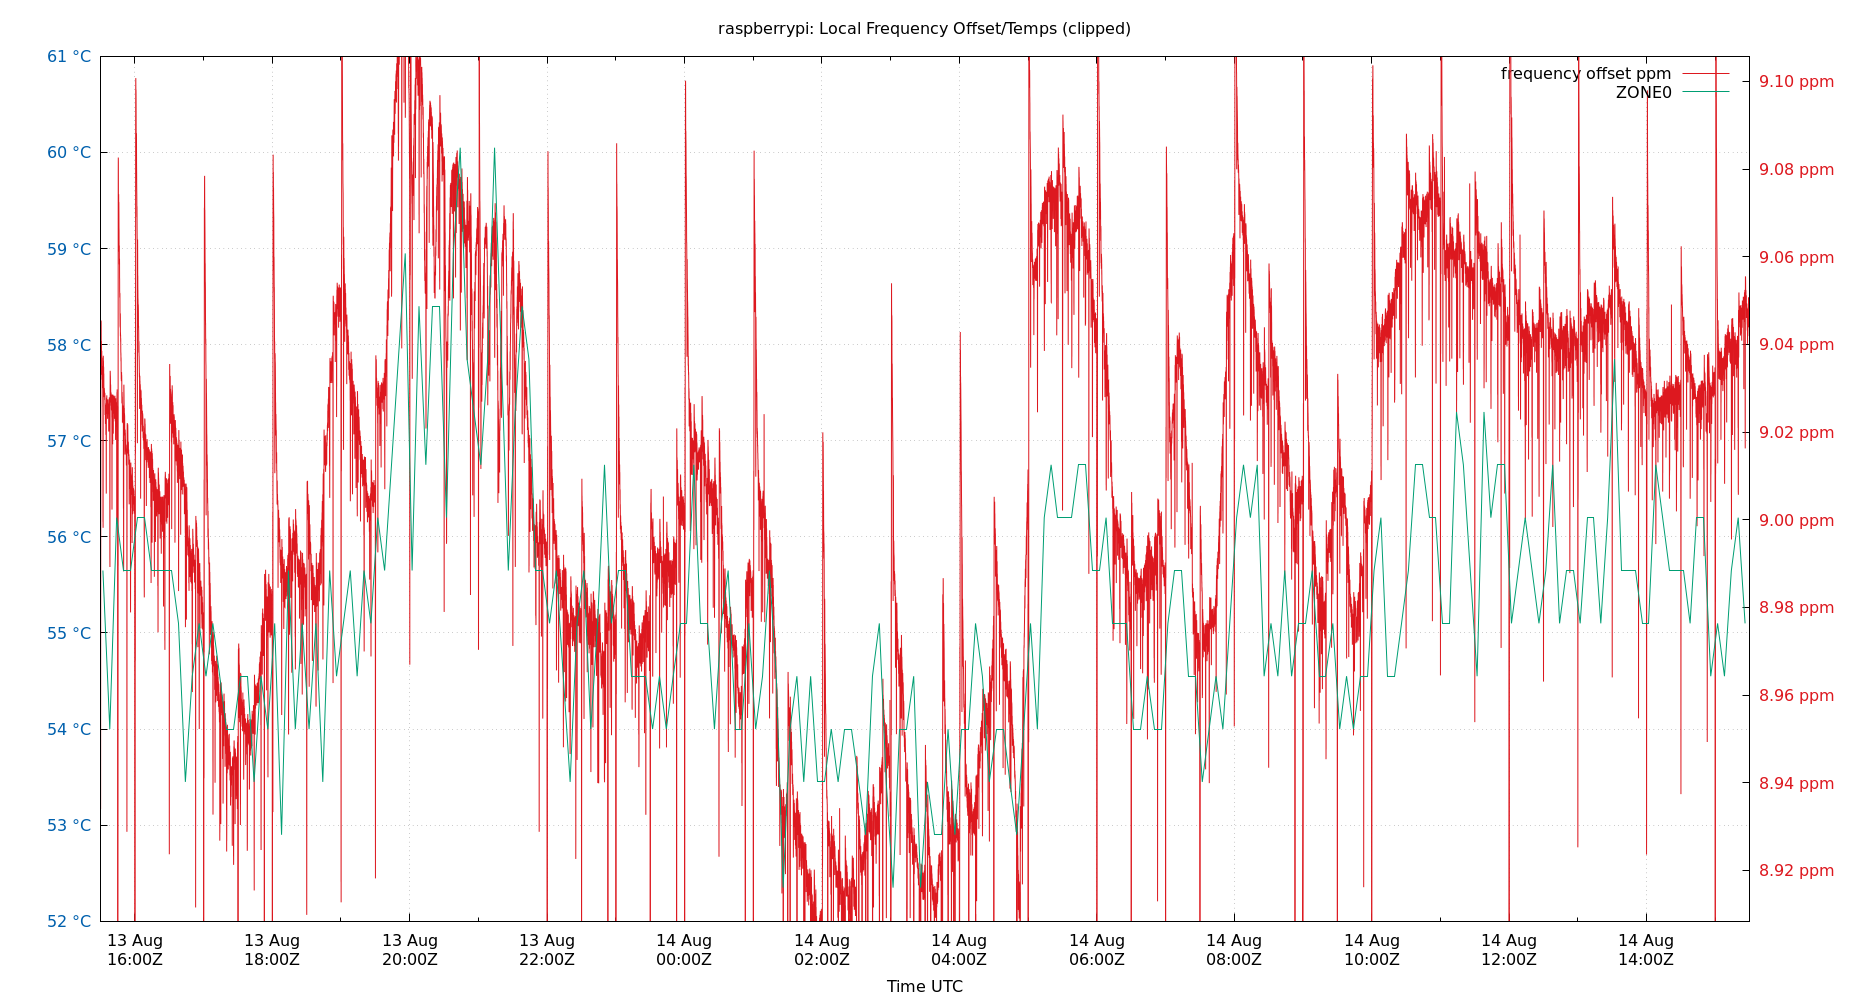 raspberrypi: Local Frequency Offset/Temps (clipped)
61 °C
60 °C
59 °C
58 °C
57 °C
56 °C
55 °C
54 °C
53 °C
52 °C
frequency offset ppm
ZONE0
9.10 ppm
9.08 ppm
9.06 ppm
9.04 ppm
9.02 ppm
9.00 ppm
8.98 ppm
8.96 ppm
8.94 ppm
8.92 ppm
13 Aug
16:00Z
13 Aug
18:00Z
13 Aug
20:00Z
13 Aug
22:00Z
14 Aug
00:00Z
14 Aug
02:00Z
14 Aug
04:00Z
14 Aug
06:00Z
14 Aug
08:00Z
14 Aug
10:00Z
14 Aug
12:00Z
14 Aug
14:00Z
Time UTC